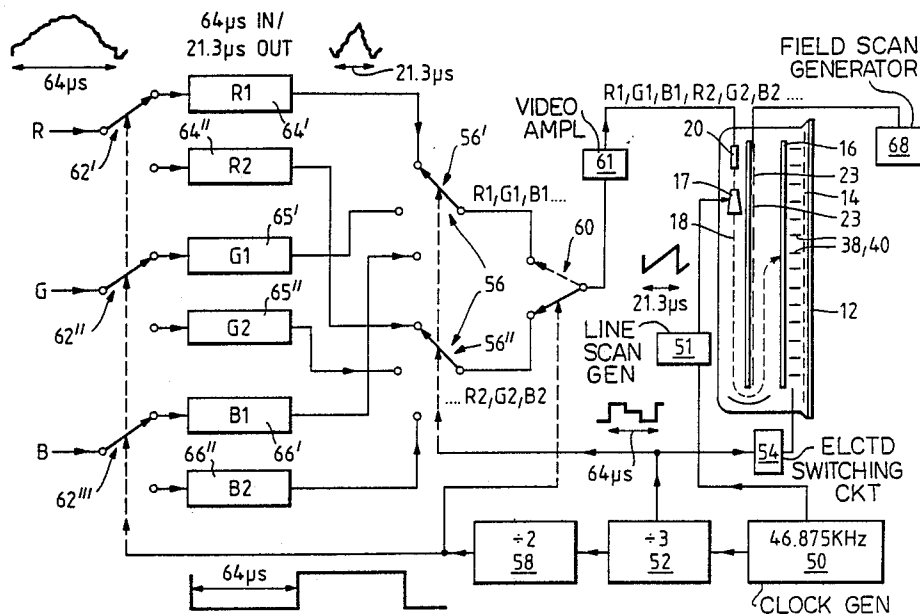 64µs IN/
21.3µs OUT
64µs
21.3µs
FIELD SCAN
GENERATOR
68
R1,G1,B1,R2,G2,B2 ....
VIDEO
AMPL
61
20
16
17
23
14
23
18
38/40
12
R
62'
R1
64'
64''
R2
56'
R1,G1,B1....
60
65'
G1
G
62''
65''
G2
56
56''
21.3µs
LINE
SCAN
GEN
51
....R2,G2,B2
B1
66'
B
62'''
66''
B2
64µs
54
ELCTD
SWITCHING
CKT
64µs
÷2
58
÷3
52
46.875KHz
50
CLOCK GEN